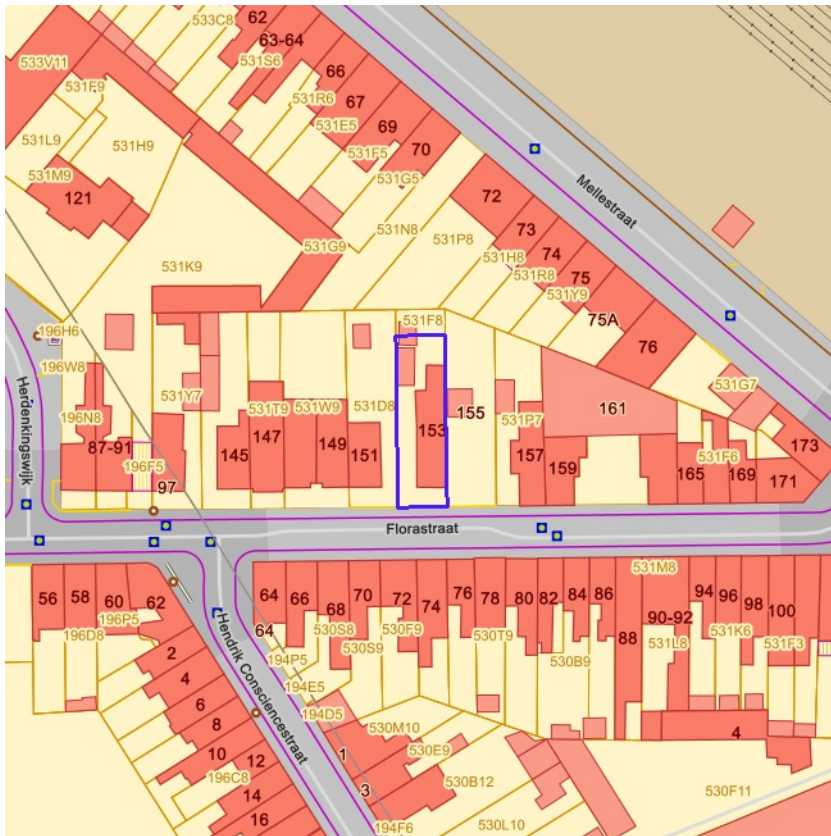 533C8
62
63-64
533V11
531S6
66
531F9
531R6
67
531E5
69
531L9
531H9
70
531F5
531M9
531G5
Mellestraat
121
72
531N8
73
531P8
531G9
74
531H8
531K9
531R8
75
531Y9
75A
531F8
196H6
76
196W8
531G7
531Y7
Herdenkingswijk
531T9
531W9
531D8
155
161
196N8
531P7
153
147
149
173
87-91
145
151
157
531F6
196F5
159
165
169
171
97
Florastraat
531M8
56
58
60
62
64
66
68
70
72
74
76
78
80
82
84
86
88
90-92
94
96
98
100
196P5
64
530S8
530F9
196D8
530S9
530T9
530B9
531L8
531K6
531F3
2
194P5
Hendrik Consciencestraat
4
194E5
6
194D5
8
530M10
4
10
12
1
530E9
196C8
3
530B12
14
530F11
16
194F6
530L10